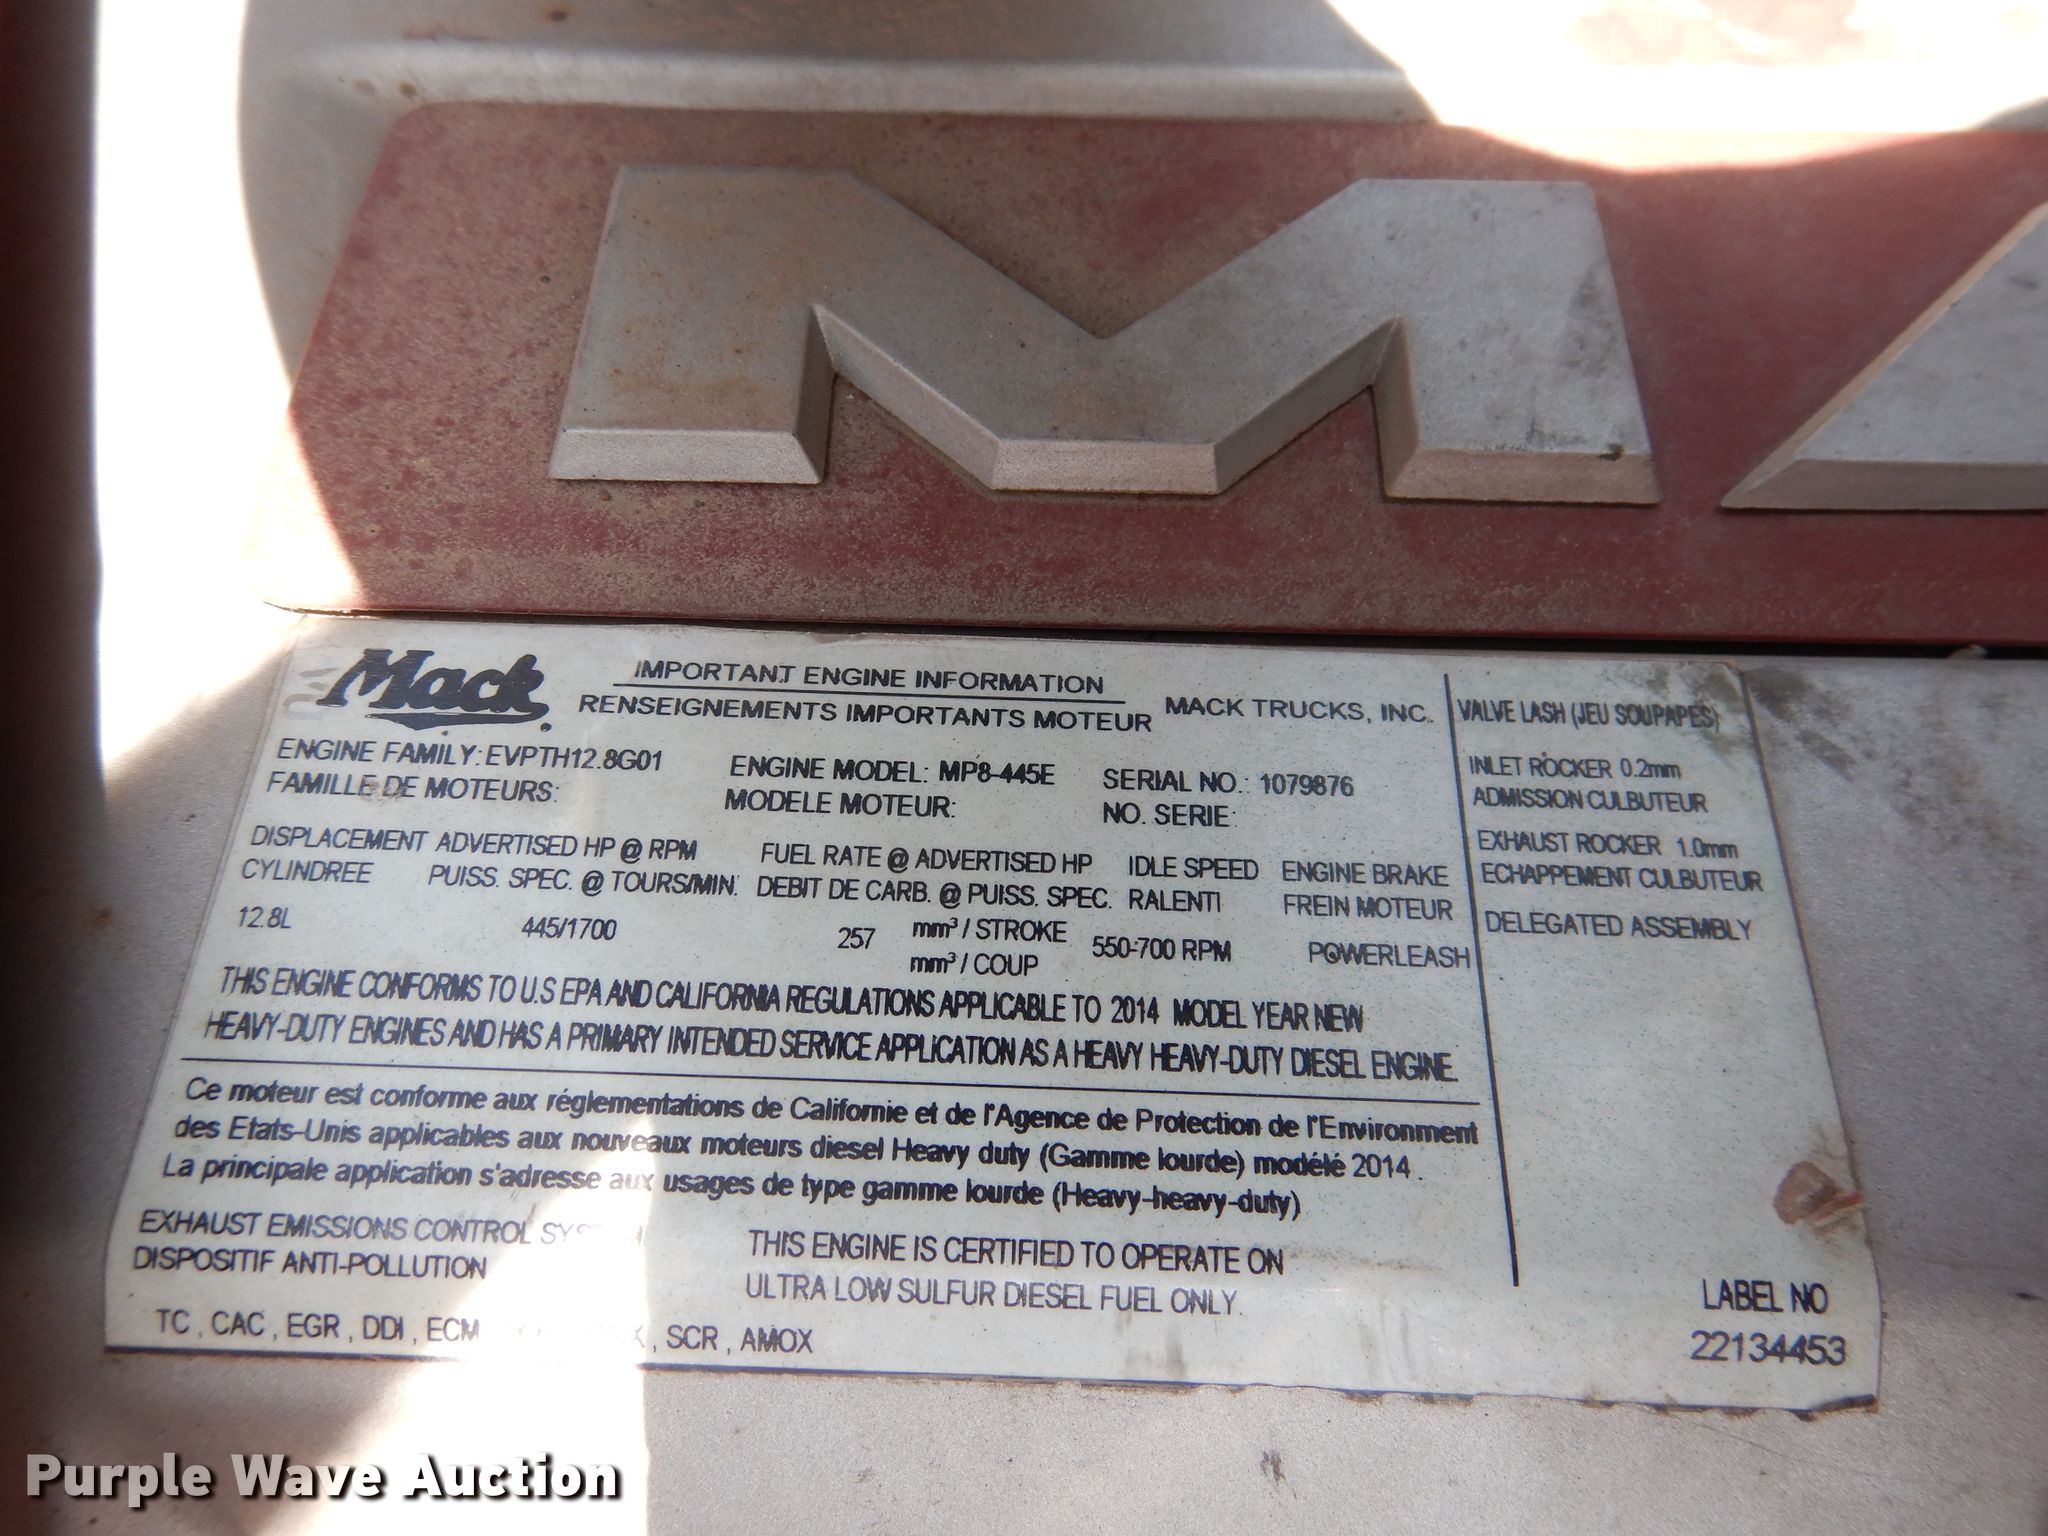 MA
Mack
IMPORTANT ENGINE INFORMATION
RENSEIGNEMENTS IMPORTANTS MOTEUR
MACK TRUCKS, INC.
ENGINE FAMILY: EVPTH12.8G01
FAMILLE DE MOTEURS:
ENGINE MODEL: MP8-445E
MODELE MOTEUR:
SERIAL NO.: 1079876
NO. SERIE:
DISPLACEMENT
CYLINDREE
12.8L
ADVERTISED HP @ RPM
PUISS. SPEC. @ TOURS/MIN.
445/1700
FUEL RATE @ ADVERTISED HP
DEBIT DE CARB. @ PUISS. SPEC.
257 mm³ / STROKE
mm³ / COUP
IDLE SPEED
RALENTI
550-700 RPM
ENGINE BRAKE
FREIN MOTEUR
POWERLEASH
THIS ENGINE CONFORMS TO U.S EPA AND CALIFORNIA REGULATIONS APPLICABLE TO 2014 MODEL YEAR NEW
HEAVY-DUTY ENGINES AND HAS A PRIMARY INTENDED SERVICE APPLICATION AS A HEAVY HEAVY-DUTY DIESEL ENGINE.
Ce moteur est conforme aux réglementations de Californie et de l'Agence de Protection de l'Environment
des Etats-Unis applicables aux nouveaux moteurs diesel Heavy duty (Gamme lourde) modélé 2014.
La principale application s'adresse aux usages de type gamme lourde (Heavy-heavy-duty)
EXHAUST EMISSIONS CONTROL
DISPOSITIF ANTI-POLLUTION
TC, CAC, EGR, DDI, ECM, SCR, AMOX
THIS ENGINE IS CERTIFIED TO OPERATE ON
ULTRA LOW SULFUR DIESEL FUEL ONLY.
VALVE LASH (JEU SOUPAPES)
INLET ROCKER 0.2mm
ADMISSION CULBUTEUR
EXHAUST ROCKER 1.0mm
ECHAPPEMENT CULBUTEUR
DELEGATED ASSEMBLY
LABEL NO
22134453
Purple Wave Auction